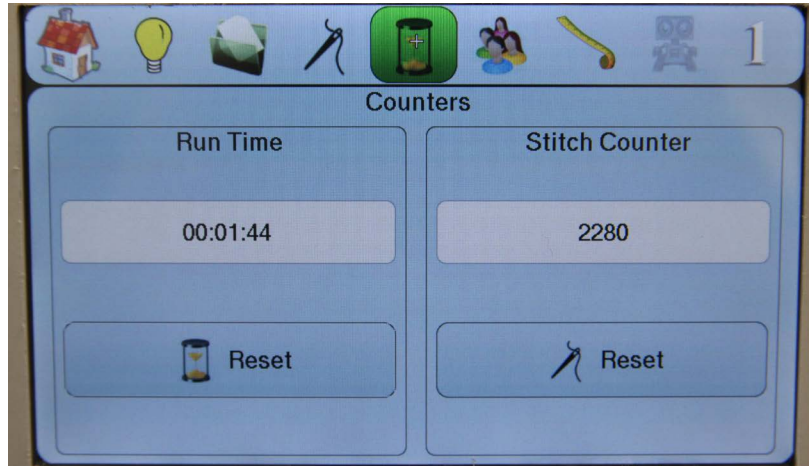 1
Counters
Run Time
Stitch Counter
00:01:44
2280
Reset
Reset